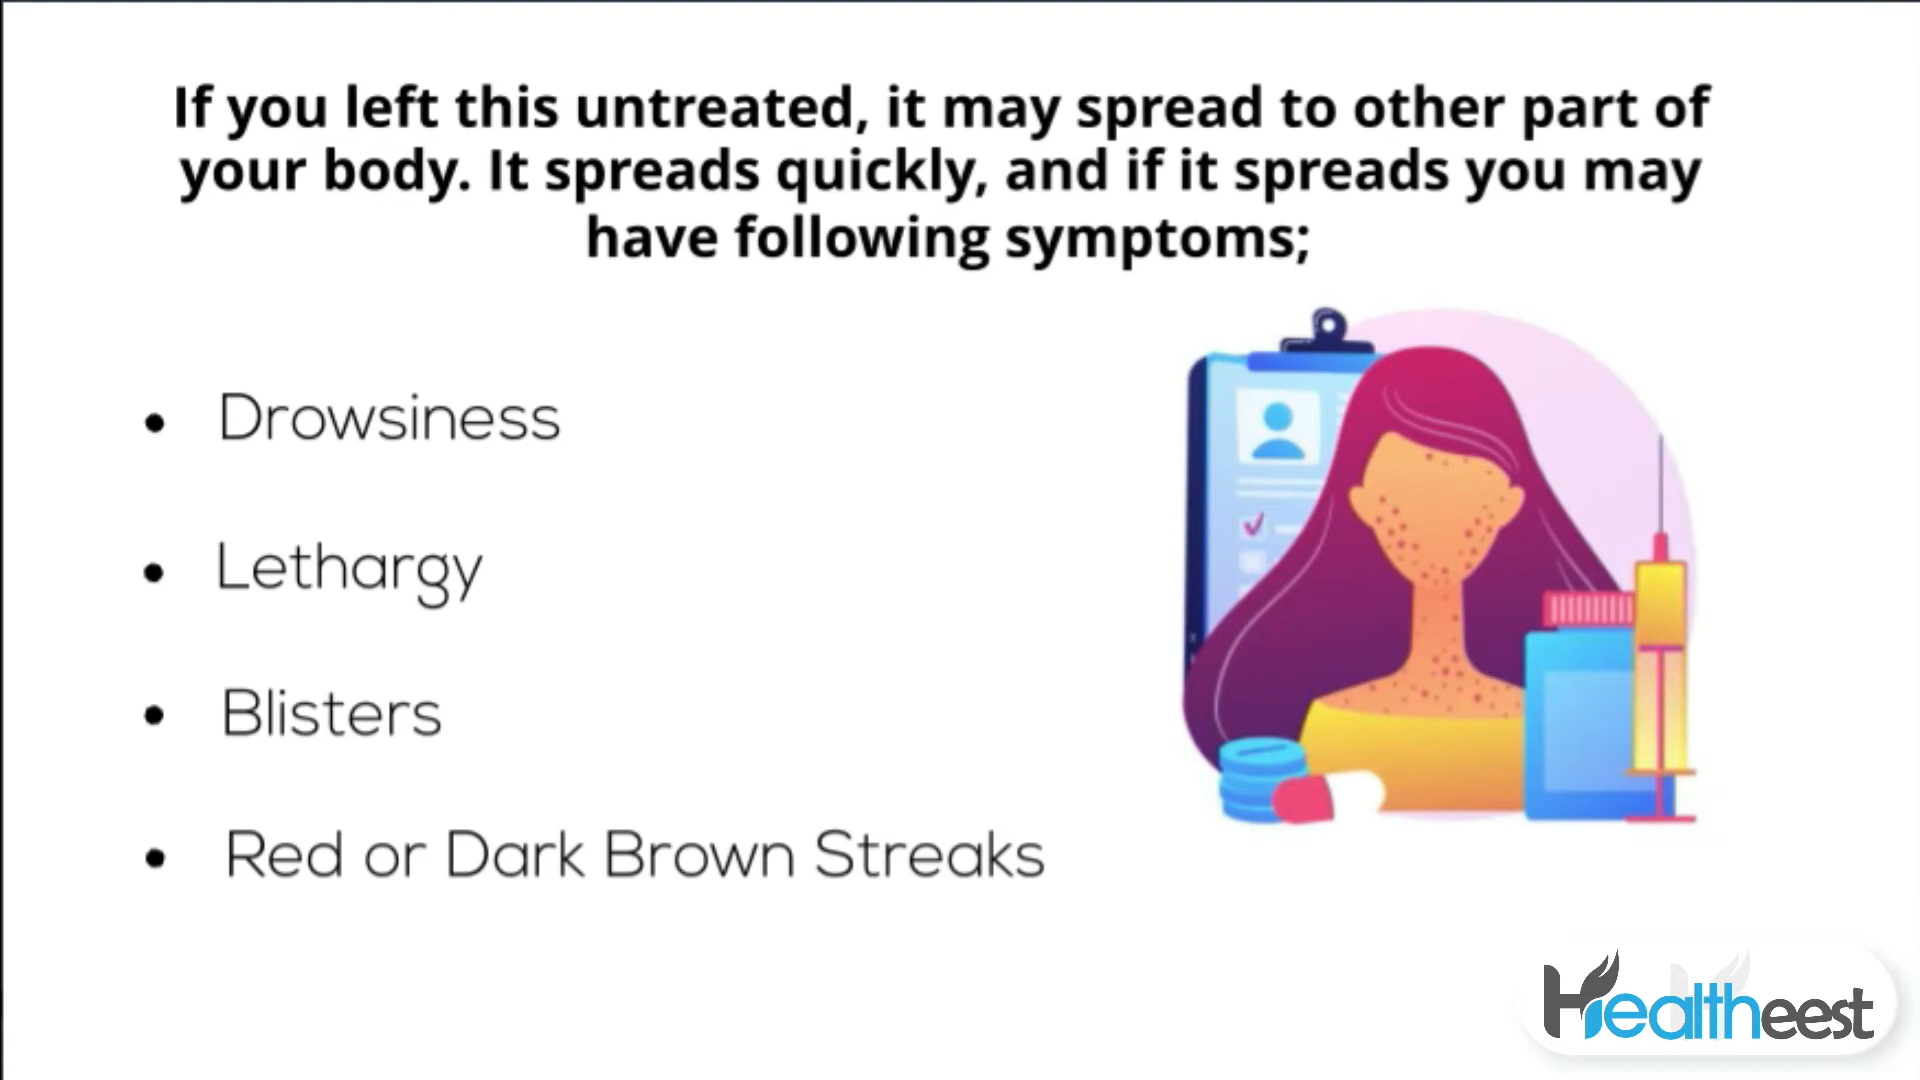 If you left this untreated, it may spread to other part of
your body. It spreads quickly, and if it spreads you may
have following symptoms;
• Drowsiness
• Lethargy
• Blisters
• Red or Dark Brown Streaks
Healtheest